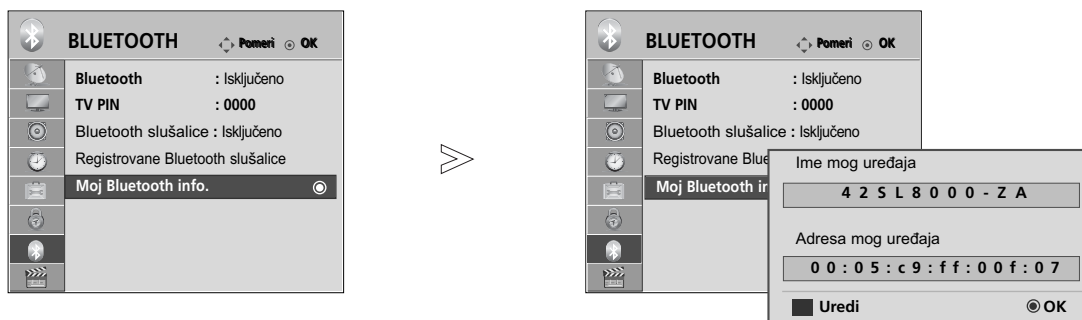 BLUETOOTH Pomeri OK
Bluetooth : Isključeno
TV PIN : 0000
Bluetooth slušalice : Isključeno
Registrovane Bluetooth slušalice
Moj Bluetooth info.
BLUETOOTH Pomeri OK
Bluetooth : Isključeno
TV PIN : 0000
Bluetooth slušalice : Isključeno
Registrovane Blue
Moj Bluetooth in
Ime mog uređaja
42SL8000-ZA
Adresa mog uređaja
00:05:c9:ff:00f:07
Uredi OK